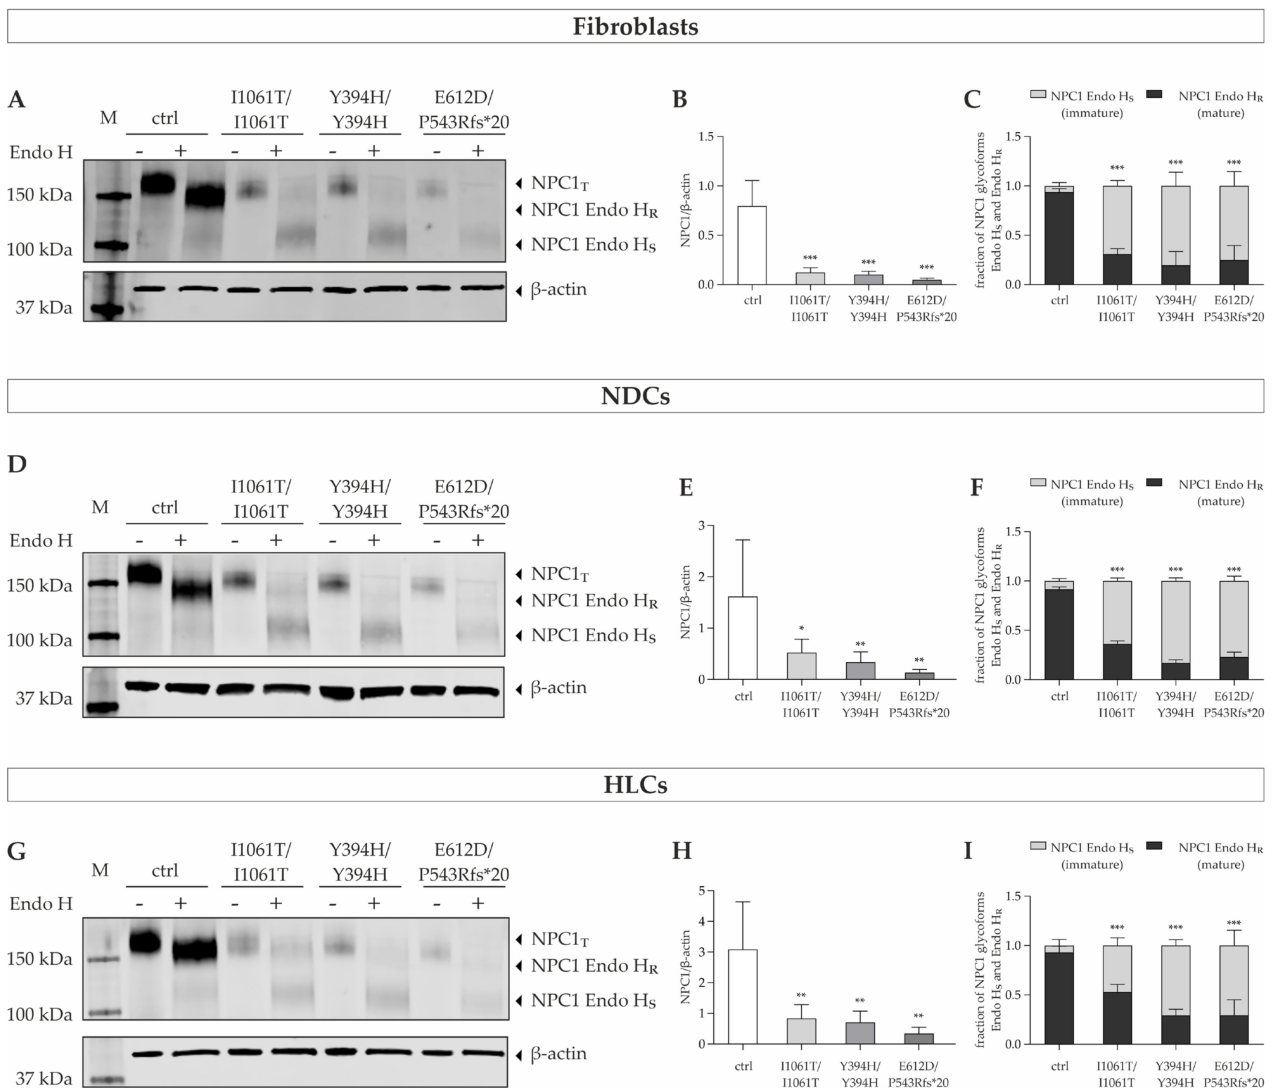 Fibroblasts
A
M
ctrl
I1061T/
I1061T
Y394H/
Y394H
E612D/
P543Rfs*20
Endo H - + - + - + - +
150 kDa
100 kDa
37 kDa
NPC1T
NPC1 Endo HR
NPC1 Endo HS
β-actin
B
NPC1/β-actin
1.5
1.0
0.5
0.0
*** *** ***
ctrl I1061T/ Y394H/ E612D/
I1061T Y394H P543Rfs*20
C
NPC1 Endo HS NPC1 Endo HR
(immature) (mature)
fraction of NPC1 glycoforms
Endo HS and Endo HR
1.5
1.0
0.5
0.0
*** *** ***
ctrl I1061T/ Y394H/ E612D/
I1061T Y394H P543Rfs*20
NDCs
D
M
ctrl
I1061T/
I1061T
Y394H/
Y394H
E612D/
P543Rfs*20
Endo H - + - + - + - +
150 kDa
100 kDa
37 kDa
NPC1T
NPC1 Endo HR
NPC1 Endo HS
β-actin
E
NPC1/β-actin
3
2
1
0
* ** **
ctrl I1061T/ Y394H/ E612D/
I1061T Y394H P543Rfs*20
F
NPC1 Endo HS NPC1 Endo HR
(immature) (mature)
fraction of NPC1 glycoforms
Endo HS and Endo HR
1.5
1.0
0.5
0.0
*** *** ***
ctrl I1061T/ Y394H/ E612D/
I1061T Y394H P543Rfs*20
HLCs
G
M
ctrl
I1061T/
I1061T
Y394H/
Y394H
E612D/
P543Rfs*20
Endo H - + - + - + - +
150 kDa
100 kDa
37 kDa
NPC1T
NPC1 Endo HR
NPC1 Endo HS
β-actin
H
NPC1/β-actin
5
4
3
2
1
0
** ** **
ctrl I1061T/ Y394H/ E612D/
I1061T Y394H P543Rfs*20
I
NPC1 Endo HS NPC1 Endo HR
(immature) (mature)
fraction of NPC1 glycoforms
Endo HS and Endo HR
1.5
1.0
0.5
0.0
*** *** ***
ctrl I1061T/ Y394H/ E612D/
I1061T Y394H P543Rfs*20